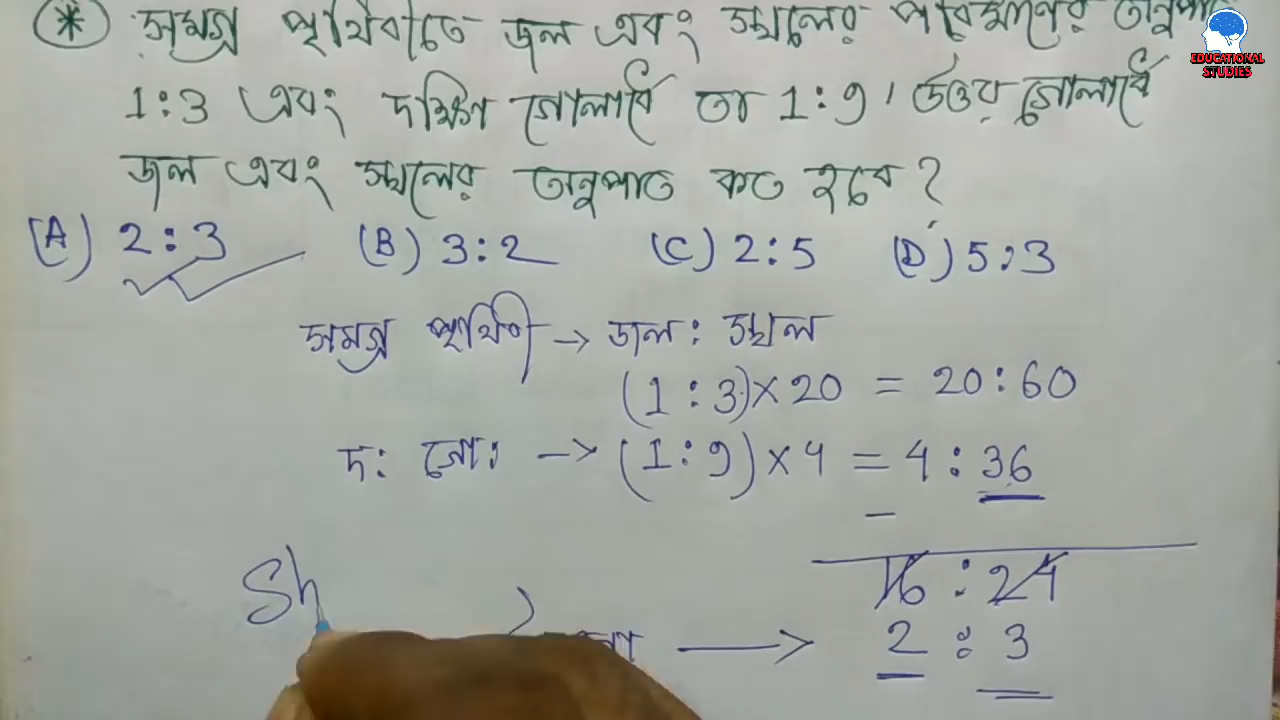 * সমগ্র পৃথিবীতে জল এবং স্থলের পরিমাণের অনুপাত
1:3 এবং দক্ষিণ গোলার্ধে তা 1:9, উত্তর গোলার্ধে
জল এবং স্থলের অনুপাত কত হবে?
(A) 2:3 (B) 3:2 (C) 2:5 (D) 5:3
সমগ্র পৃথিবী → জল : স্থল
(1:3)×20 = 20:60
দ: গো: → (1:9)×4 = 4:36
–
16:24
→ 2:3
Sh
EDUCATIONAL
STUDIES